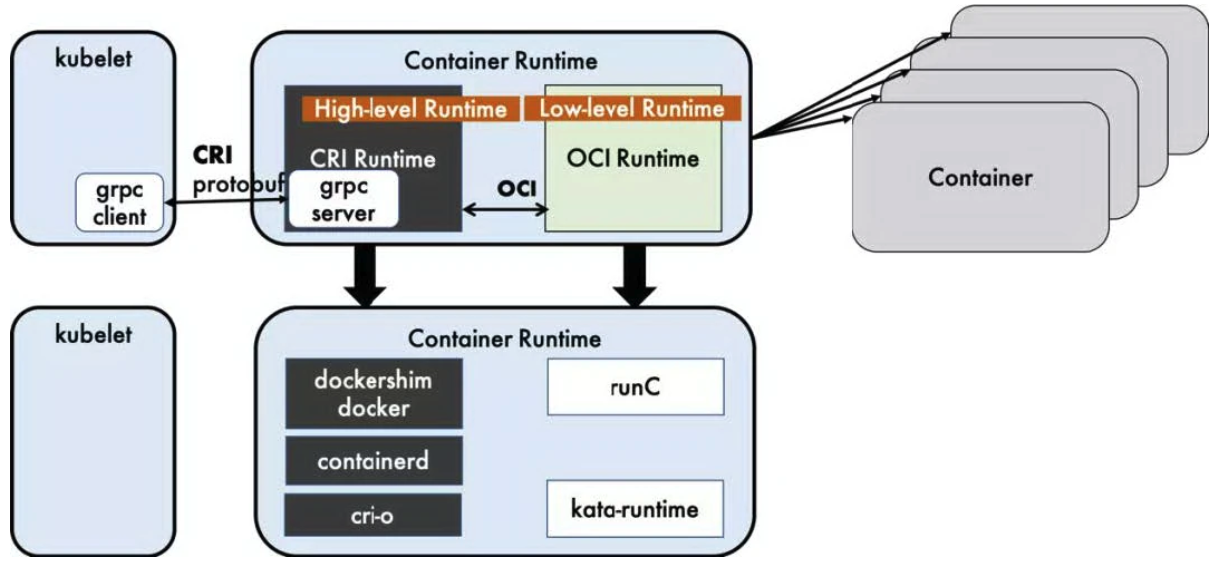 kubelet
Container Runtime
High-level Runtime
Low-level Runtime
CRI Runtime
OCI Runtime
CRI
protobuf
grpc
client
grpc
server
OCI
Container
kubelet
Container Runtime
dockershim
docker
runC
containerd
cri-o
kata-runtime